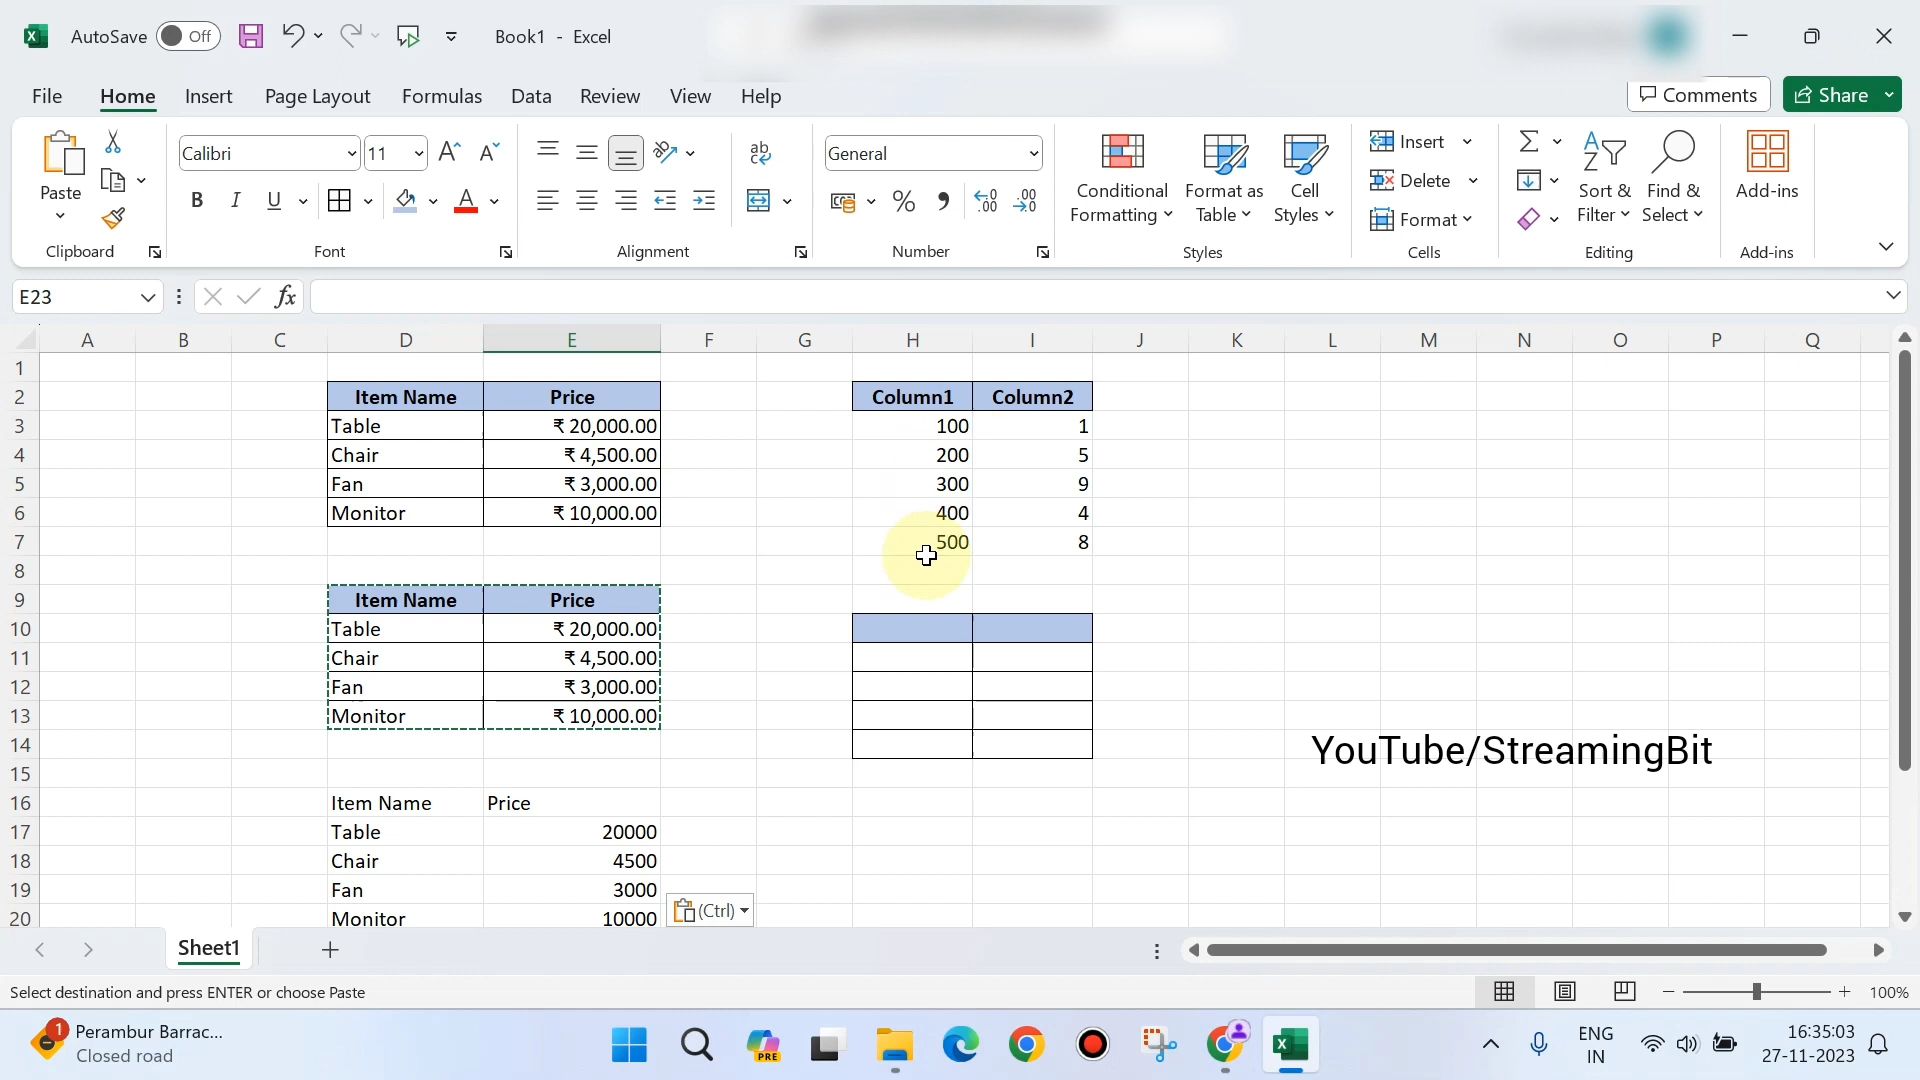 AutoSave Off Book1 - Excel
File Home Insert Page Layout Formulas Data Review View Help Comments Share
Paste Calibri 11 General Conditional Formatting Format as Table Cell Styles Insert Delete Format Sort & Filter Find & Select Add-ins
Clipboard Font Alignment Number Styles Cells Editing Add-ins
E23
A B C D E F G H I J K L M N O P Q
1
2 Item Name Price Column1 Column2
3 Table ₹ 20,000.00 100 1
4 Chair ₹ 4,500.00 200 5
5 Fan ₹ 3,000.00 300 9
6 Monitor ₹ 10,000.00 400 4
7 500 8
8
9 Item Name Price
10 Table ₹ 20,000.00
11 Chair ₹ 4,500.00
12 Fan ₹ 3,000.00
13 Monitor ₹ 10,000.00
14
YouTube/StreamingBit
15
16 Item Name Price
17 Table 20000
18 Chair 4500
19 Fan 3000
20 Monitor 10000 (Ctrl)
Sheet1
Select destination and press ENTER or choose Paste 100%
1 Perambur Barrac... PRE ENG 16:35:03
Closed road IN 27-11-2023